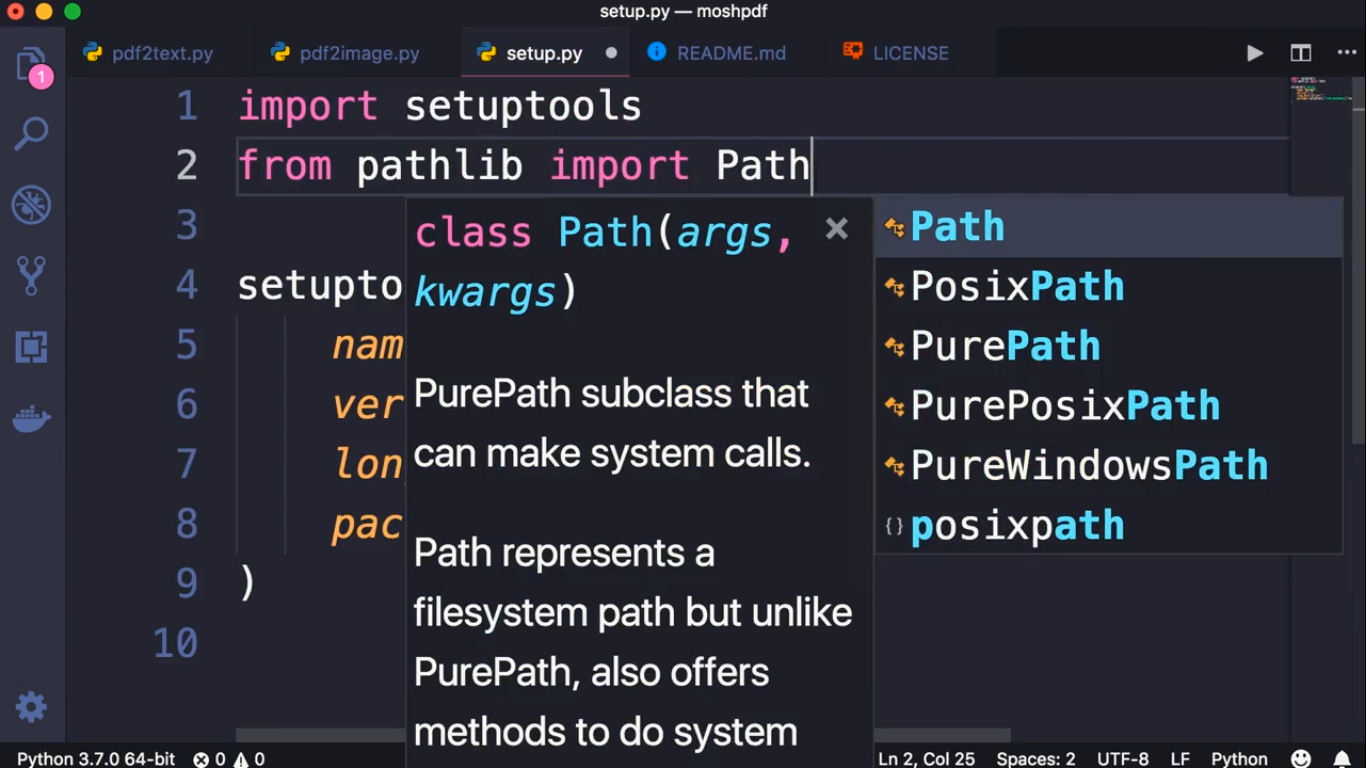 setup.py — moshpdf
pdf2text.py
pdf2image.py
setup.py
README.md
LICENSE
1
1 import setuptools
2 from pathlib import Path
3
4 setupto
5 nam
6 ver
7 lon
8 pac
9 )
10
class Path(args,
kwargs)
PurePath subclass that
can make system calls.
Path represents a
filesystem path but unlike
PurePath, also offers
methods to do system
Path
PosixPath
PurePath
PurePosixPath
PureWindowsPath
{} posixpath
Python 3.7.0 64-bit 0 0 Ln 2, Col 25 Spaces: 2 UTF-8 LF Python